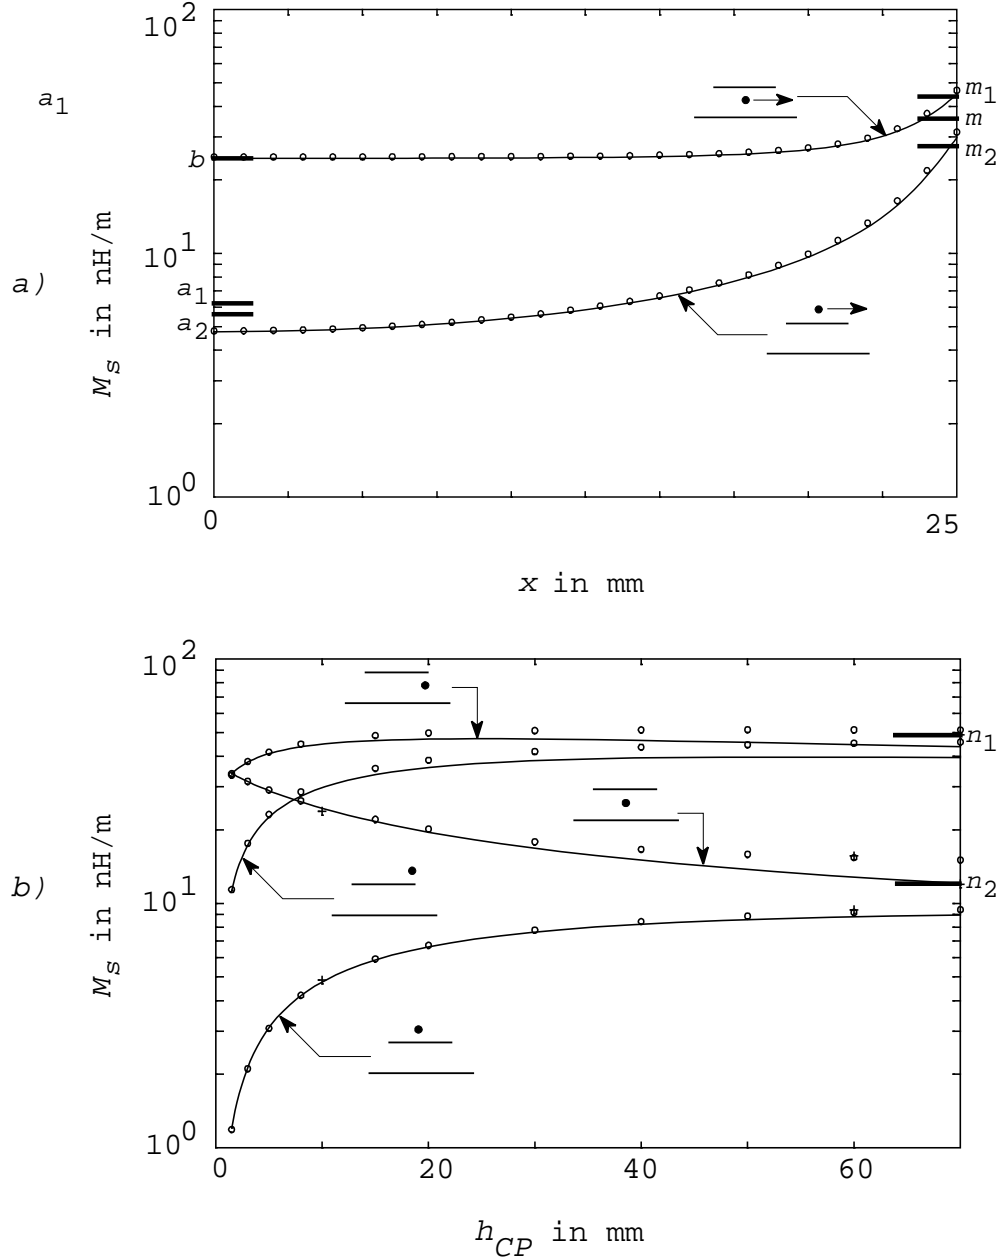 10^2
a_1
m_1
m
b
m_2
10^1
a)
a_1
a_2
M_S in nH/m
10^0
0
25
x in mm
10^2
n_1
b)
10^1
n_2
M_S in nH/m
10^0
0
20
40
60
h_CP in mm